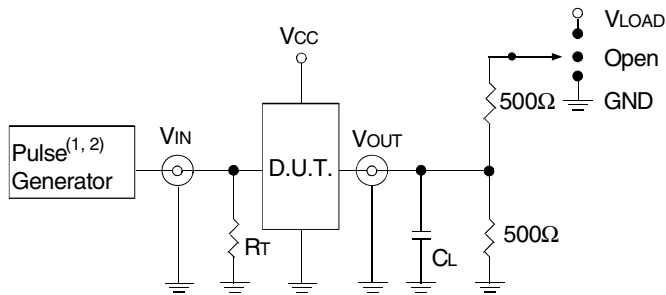 VLOAD
VCC
Open
500Ω
GND
Pulse(1, 2)
Generator
VIN
D.U.T.
VOUT
RT
CL
500Ω